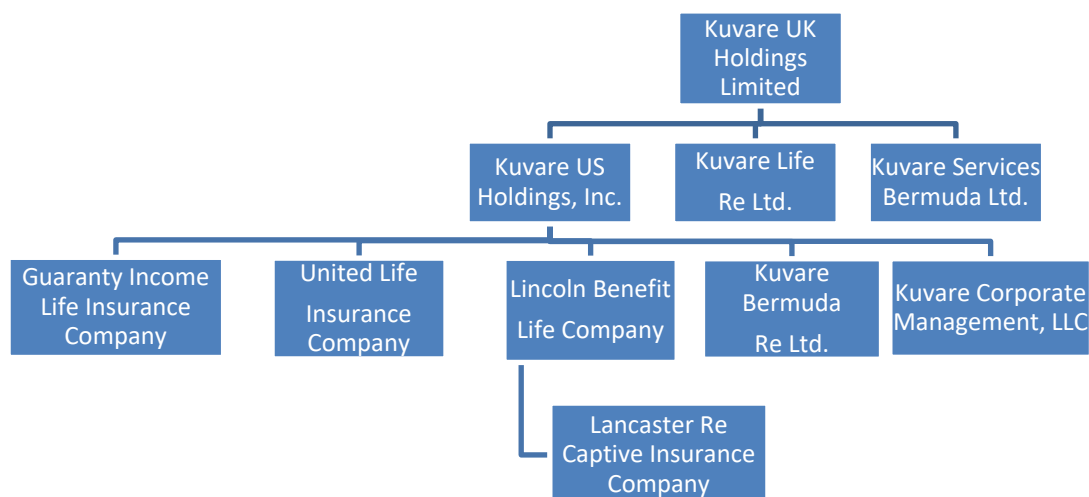 Kuvare UK
Holdings
Limited
Kuvare US
Holdings, Inc.
Kuvare Life
Re Ltd.
Kuvare Services
Bermuda Ltd.
Guaranty Income
Life Insurance
Company
United Life
Insurance
Company
Lincoln Benefit
Life Company
Kuvare
Bermuda
Re Ltd.
Kuvare Corporate
Management, LLC
Lancaster Re
Captive Insurance
Company